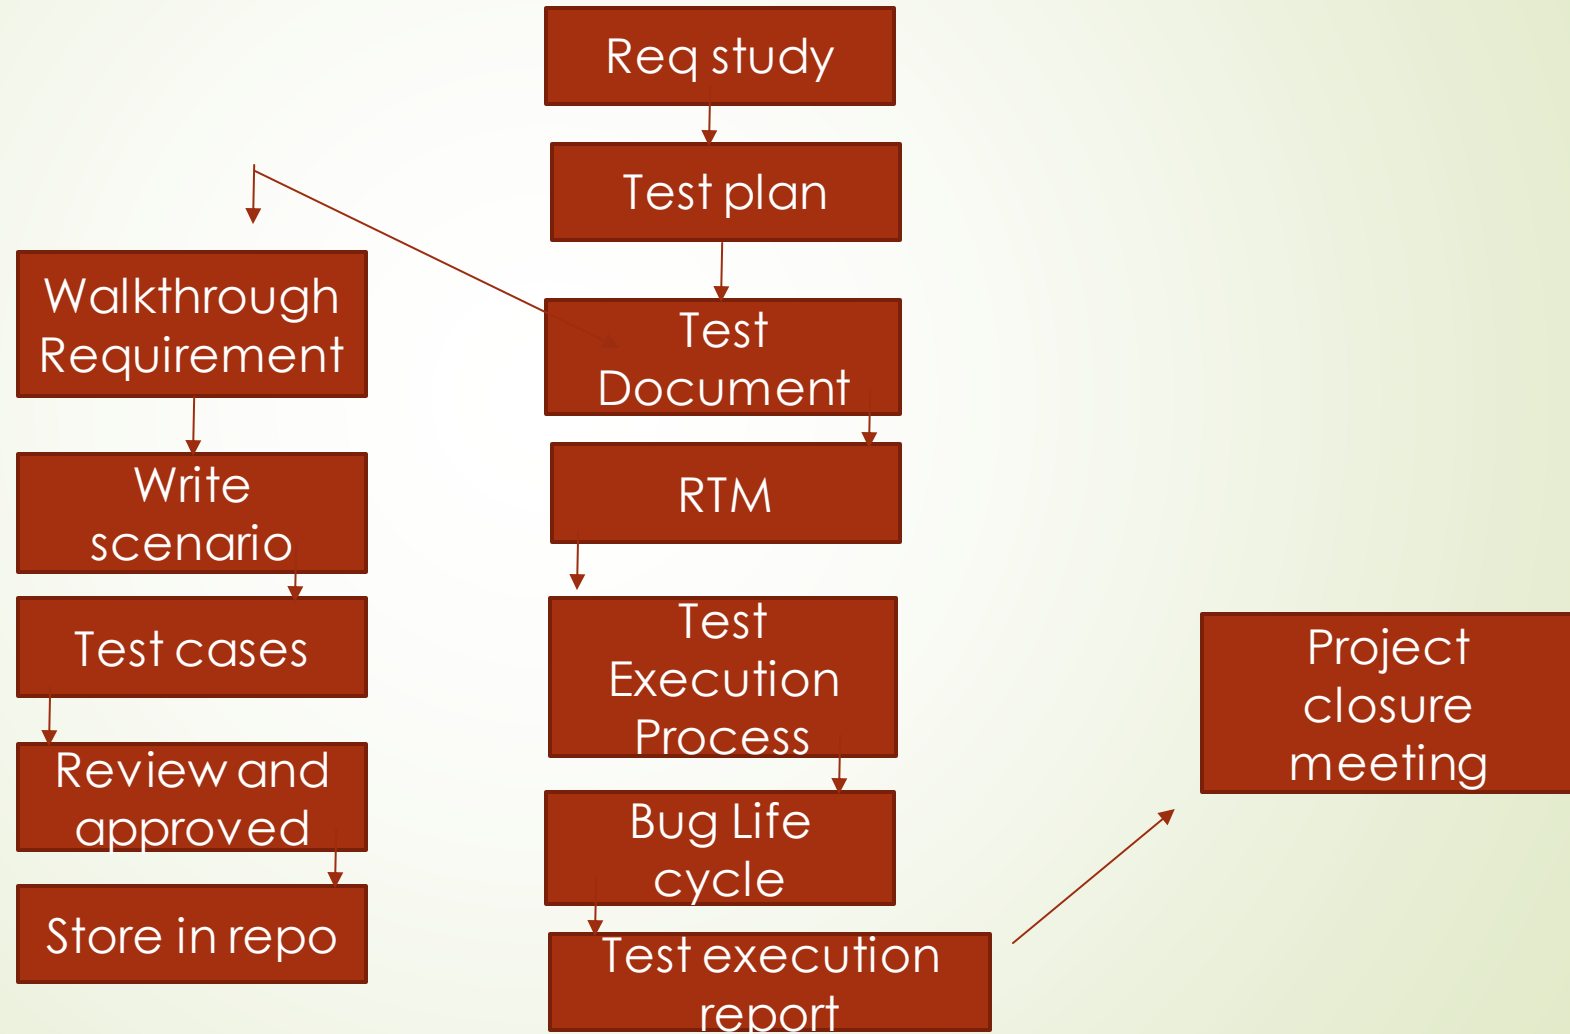 Req study
Test plan
Walkthrough
Requirement
Test
Document
Write
scenario
RTM
Test cases
Test
Execution
Process
Project
closure
meeting
Review and
approved
Bug Life
cycle
Store in repo
Test execution
report